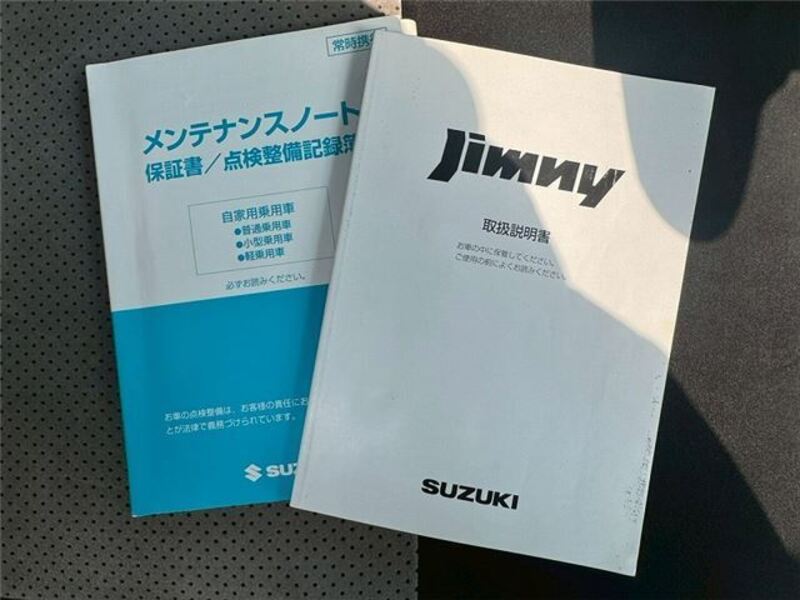 常時携
メンテナンスノート
保証書／点検整備記録簿
自家用乗用車
●普通乗用車
●小型乗用車
●軽乗用車
必ずお読みください。
お車の点検整備は、お客様の責任にお
とが法律で義務づけられています。
SUZ
Jimny
取扱説明書
お車の中に保管してください。
ご使用の前によくお読みください。
SUZUKI